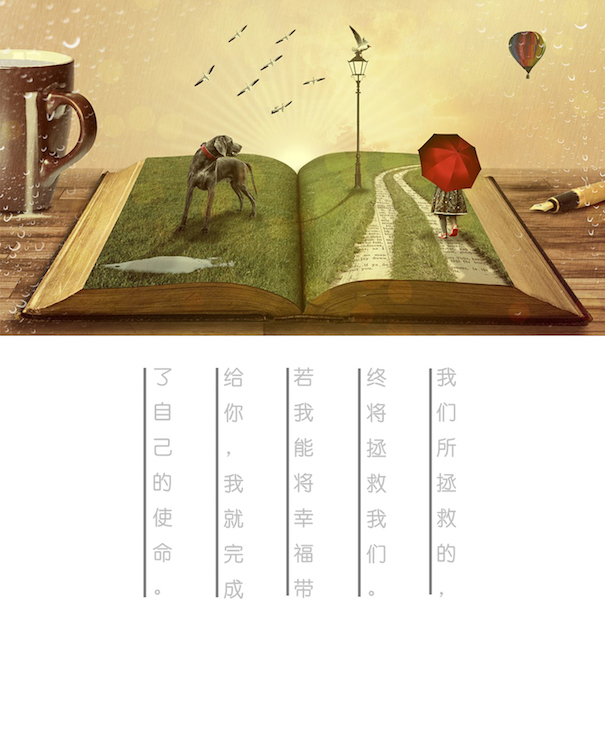 我们所拯救的，
终将拯救我们。
若我能将幸福带
给你，我就完成
了自己的使命。